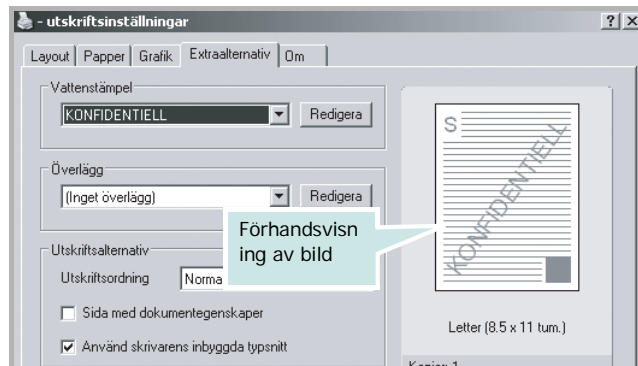 - utskriftsinställningar
Layout Papper Grafik Extraalternativ Om
Vattenstämpel
KONFIDENTIELL Redigera
Överlägg
(Inget överlägg) Redigera
Förhandsvisn
ing av bild
Utskriftsalternativ
Utskriftsordning Norma
Sida med dokumentegenskaper
Använd skrivarens inbyggda typsnitt
S
KONFIDENTIELL
Letter (8.5 x 11 tum.)